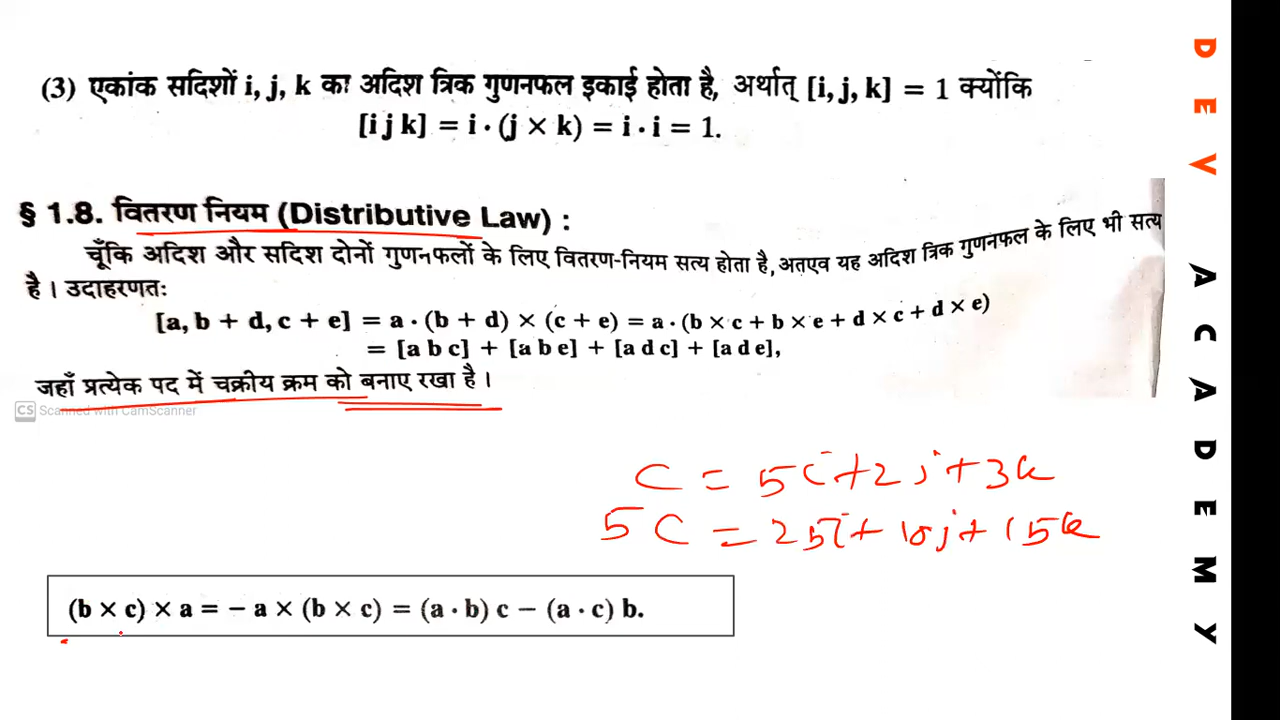 (3) एकांक सदिशों i, j, k का अदिश त्रिक गुणनफल इकाई होता है, अर्थात् [i, j, k] = 1 क्योंकि
[i j k] = i · (j × k) = i · i = 1.
§ 1.8. वितरण नियम (Distributive Law) :
चूँकि अदिश और सदिश दोनों गुणनफलों के लिए वितरण-नियम सत्य होता है, अतएव यह अदिश त्रिक गुणनफल के लिए भी सत्य
है। उदाहरणतः
[a, b + d, c + e] = a · (b + d) × (c + e) = a · (b × c + b × e + d × c + d × e)
= [a b c] + [a b e] + [a d c] + [a d e],
जहाँ प्रत्येक पद में चक्रीय क्रम को बनाए रखा है।
CS Scanned with CamScanner
C = 5i + 2j + 3k
5C = 25i + 10j + 15k
(b × c) × a = – a × (b × c) = (a · b) c – (a · c) b.
DEV ACADEMY